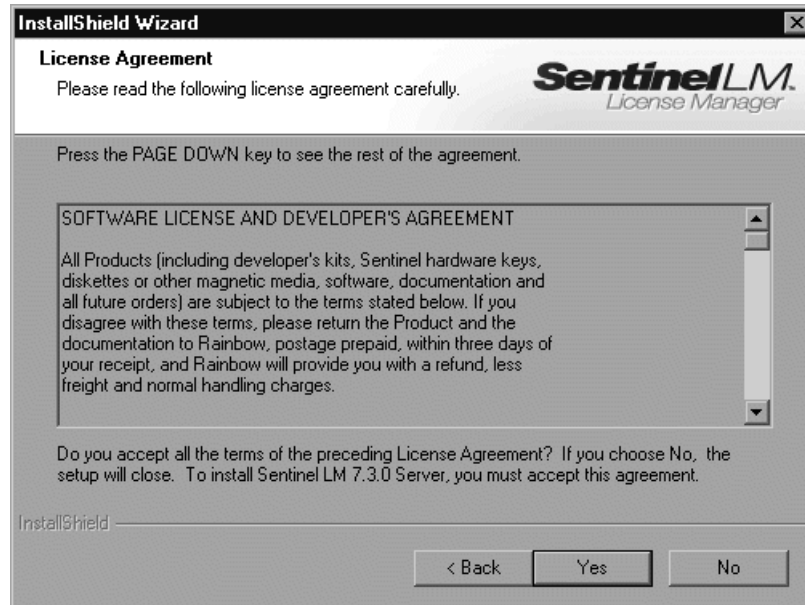 InstallShield Wizard
License Agreement
Please read the following license agreement carefully.
SentinelLM.
License Manager
Press the PAGE DOWN key to see the rest of the agreement.
SOFTWARE LICENSE AND DEVELOPER'S AGREEMENT
All Products (including developer's kits, Sentinel hardware keys,
diskettes or other magnetic media, software, documentation and
all future orders) are subject to the terms stated below. If you
disagree with these terms, please return the Product and the
documentation to Rainbow, postage prepaid, within three days of
your receipt, and Rainbow will provide you with a refund, less
freight and normal handling charges.
Do you accept all the terms of the preceding License Agreement?  If you choose No,  the
setup will close.  To install Sentinel LM 7.3.0 Server, you must accept this agreement.
InstallShield
< Back
Yes
No